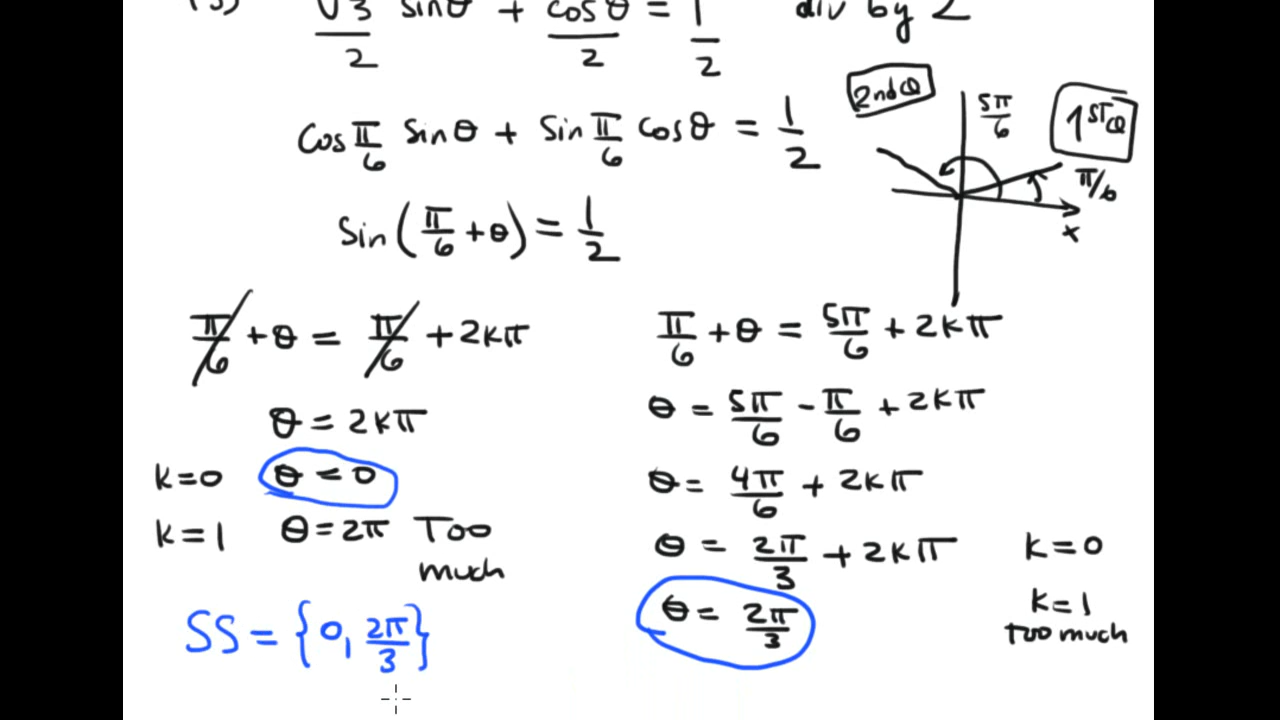 (3) √3/2 sinθ + cosθ/2 = 1/2 div by 2
cos π/6 sinθ + sin π/6 cosθ = 1/2
2nd Q 5π/6 1ST Q
π/6
x
sin(π/6 + θ) = 1/2
π/6 + θ = π/6 + 2kπ
θ = 2kπ
k=0 θ = 0
k=1 θ = 2π Too
much
π/6 + θ = 5π/6 + 2kπ
θ = 5π/6 - π/6 + 2kπ
θ = 4π/6 + 2kπ
θ = 2π/3 + 2kπ k=0
θ = 2π/3 k=1
too much
SS = {0, 2π/3}